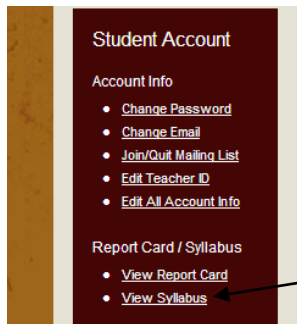 Student Account
Account Info
Change Password
Change Email
Join/Quit Mailing List
Edit Teacher ID
Edit All Account Info
Report Card / Syllabus
View Report Card
View Syllabus